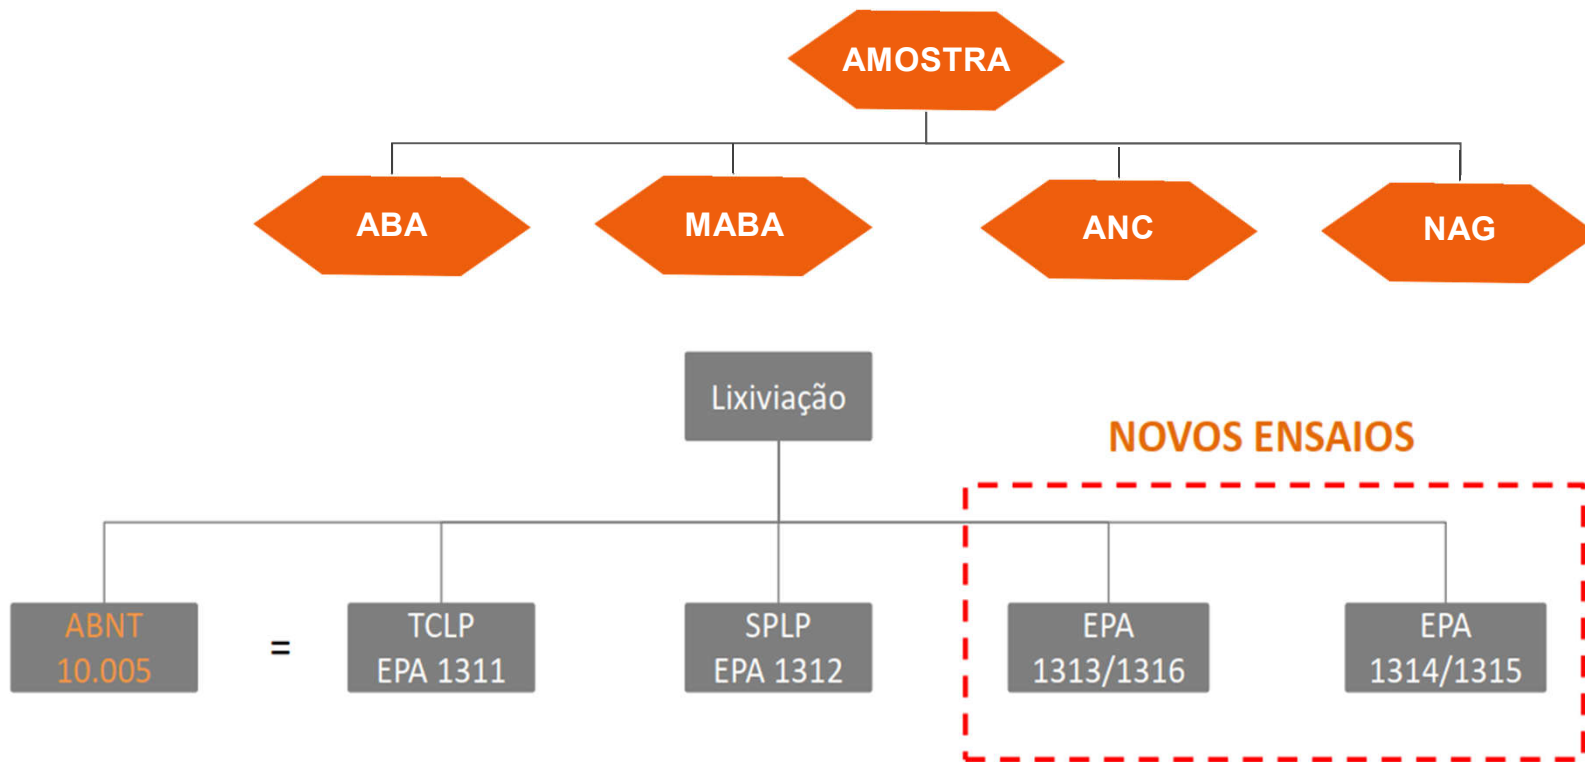 AMOSTRA
ABA
MABA
ANC
NAG
Lixiviação
NOVOS ENSAIOS
ABNT
10.005
=
TCLP
EPA 1311
SPLP
EPA 1312
EPA
1313/1316
EPA
1314/1315